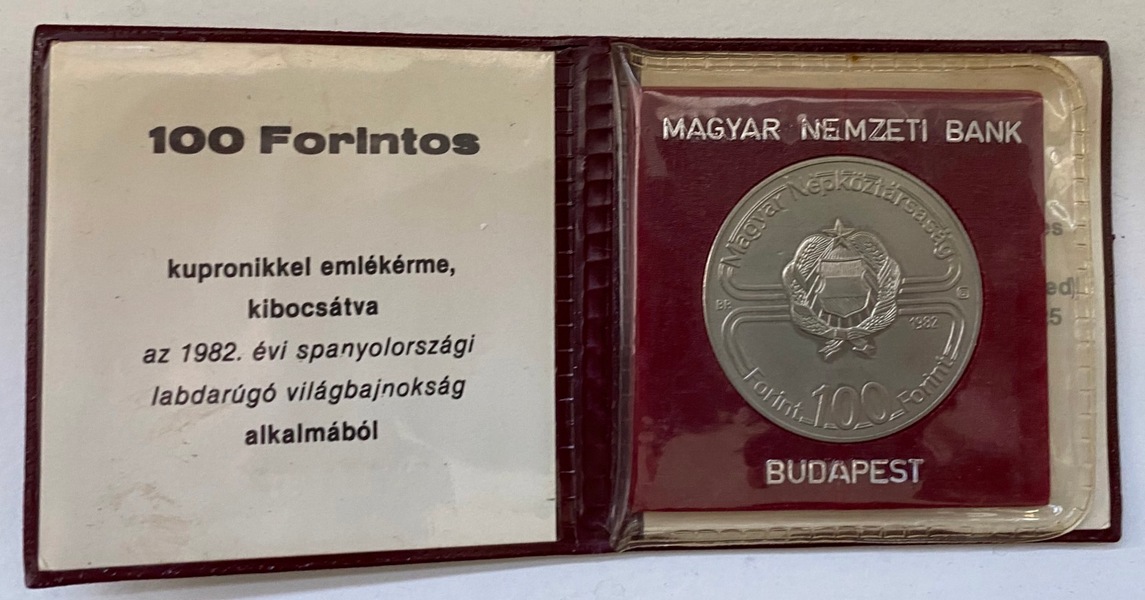 100 Forintos
kupronikkel emlékérme,
kibocsátva
az 1982. évi spanyolországi
labdarúgó világbajnokság
alkalmából
MAGYAR NEMZETI BANK
Magyar Népköztársaság
BP
1982
Forint 100 Forint
BUDAPEST